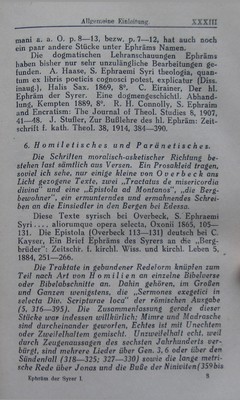 Allgemeine Einleitung. XXXIII
mani a. a. O. p. 8—13, bezw. p. 7—12, hat auch noch
ein paar andere Stücke unter Ephräms Namen.
Die dogmatischen Lehranschauungen Ephräms
haben bisher nur sehr unzulängliche Bearbeitungen ge-
funden. A. Haase, S. Ephraemi Syri theologia, quan-
tum ex libris poeticis cognosci potest, explicatur (Diss.
inaug.), Halis Sax. 1869, 8°. C. Eirainer, Der hl.
Ephräm der Syrer. Eine dogmengeschichtl. Abhand-
lung, Kempten 1889, 8°. R. H. Connolly, S. Ephraim
and Encratism: The Journal of Theol. Studies 8, 1907,
41—48. J. Stufler, Zur Bußlehre des hl. Ephräm: Zeit-
schrift f. kath. Theol. 38, 1914, 384—390.
6. Homiletisches und Paränetisches.
Die Schriften moralisch-asketischer Richtung be-
stehen fast sämtlich aus Versen. Ein Prosakleid tragen,
soviel ich sehe, nur einige kleine von Overbeck ans
Licht gezogene Texte, zwei „Tractatus de misericordia
divina" und eine „Epistola ad Montanos", „die Berg-
bewohner", ein ermunterndes und ermahnendes Schrei-
ben an die Einsiedler in den Bergen bei Edessa.
Diese Texte syrisch bei Overbeck, S. Ephraemi
Syri.... aliorumque opera selecta, Oxonii 1865, 105—
131. Die Epistola (Overbeck 113—131) deutsch bei C.
Kayser, Ein Brief Ephräms des Syrers an die „Berg-
brüder": Zeitschr. f. kirchl. Wiss. und kirchl. Leben 5,
1884, 251—266.
Die Traktate in gebundener Redeform knüpfen zum
Teil nach Art von Homilien an einzelne Bibelverse
oder Bibelabschnitte an. Dahin gehören, im Großen
und Ganzen wenigstens, die „Sermones exegetici in
selecta Div. Scripturae loca" der römischen Ausgabe
(5, 316—395). Die Zusammenfassung gerade dieser
Stücke war indessen willkürlich; Mimre und Madrasche
sind durcheinander geworfen, Echtes ist mit Unechtem
oder Zweifelhaftem gemischt. Unzweifelhaft echt, weil
durch Zeugenaussagen des sechsten Jahrhunderts ver-
bürgt, sind mehrere Lieder über Gen. 3, 6 oder über den
Sündenfall (318—325; 327—330) sowie die lange metri-
sche Rede über Jonas und die Buße der Niniviten (359 bis
Ephräm der Syrer I. 3